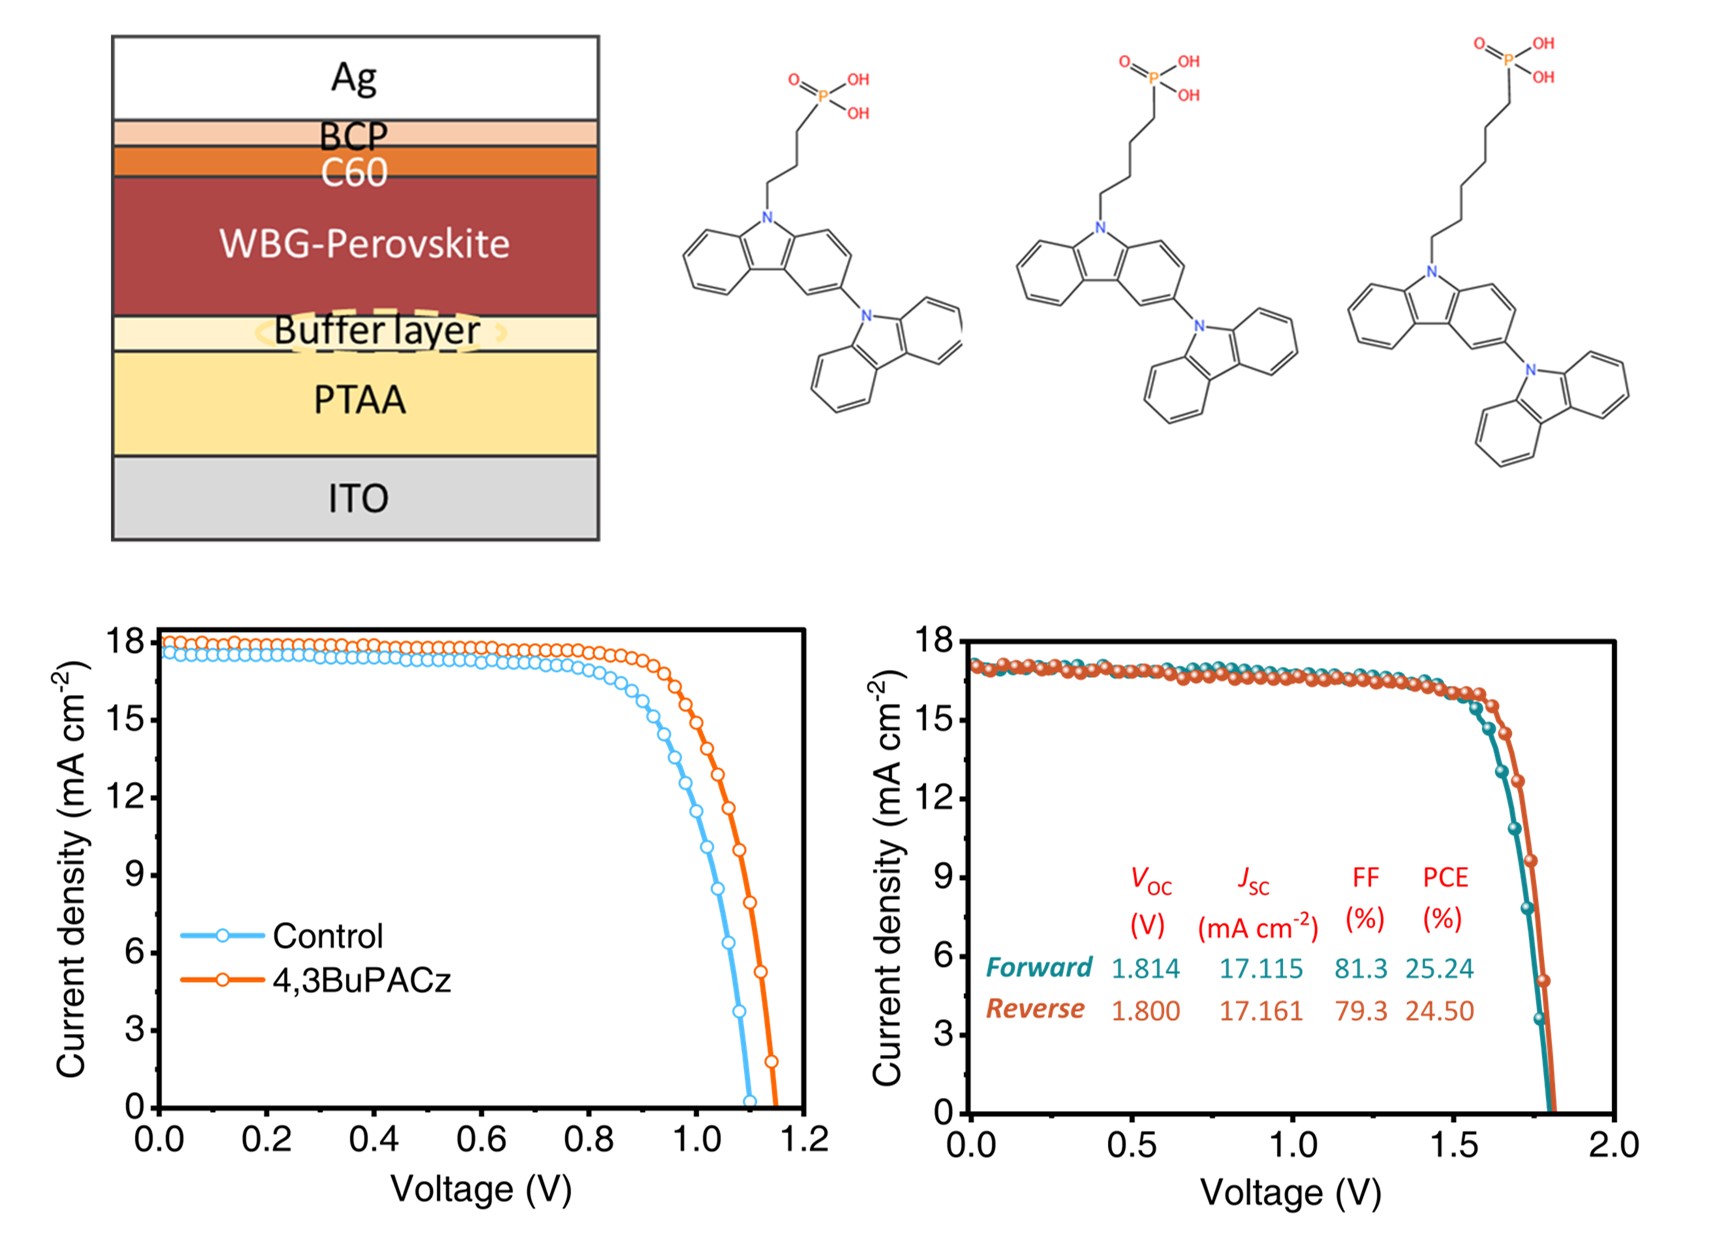 Ag
BCP
C60
WBG-Perovskite
Buffer layer
PTAA
ITO
O
P
OH
OH
N
N
O
P
OH
OH
N
N
O
P
OH
OH
N
N
Current density (mA cm⁻²)
18
15
12
9
6
3
0
Control
4,3BuPACz
0.0 0.2 0.4 0.6 0.8 1.0 1.2
Voltage (V)
Current density (mA cm⁻²)
18
15
12
9
6
3
0
V_OC J_SC FF PCE
(V) (mA cm⁻²) (%) (%)
Forward 1.814 17.115 81.3 25.24
Reverse 1.800 17.161 79.3 24.50
0.0 0.5 1.0 1.5 2.0
Voltage (V)